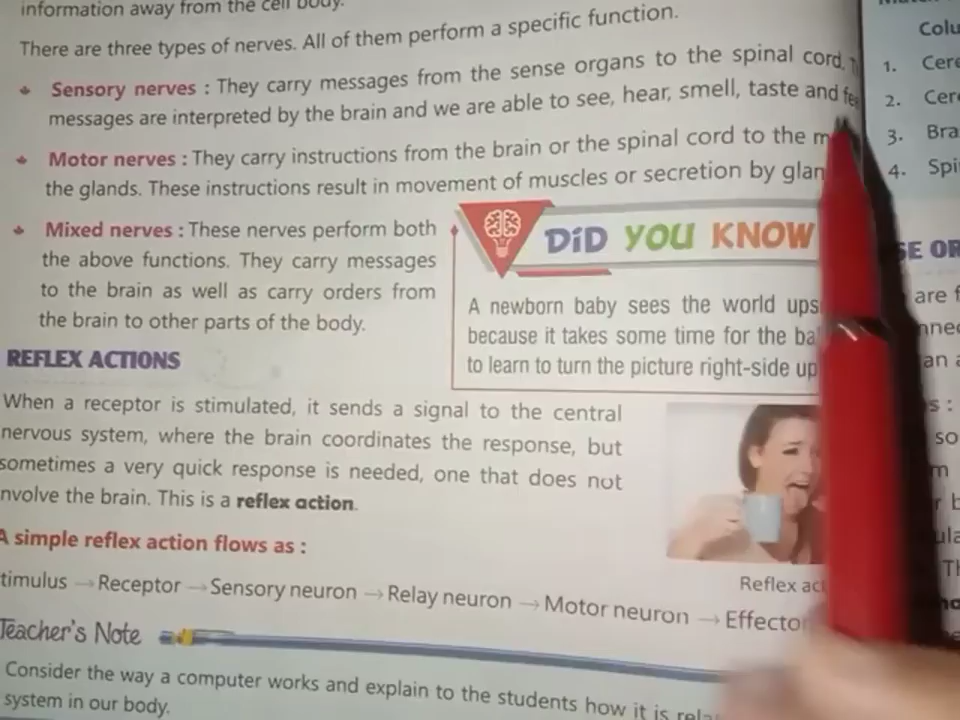 information away from the cell body.
There are three types of nerves. All of them perform a specific function.
Sensory nerves : They carry messages from the sense organs to the spinal cord.
messages are interpreted by the brain and we are able to see, hear, smell, taste and
Motor nerves : They carry instructions from the brain or the spinal cord to the
the glands. These instructions result in movement of muscles or secretion by
Mixed nerves : These nerves perform both
the above functions. They carry messages
to the brain as well as carry orders from
the brain to other parts of the body.
DiD YOU KNOW
A newborn baby sees the world
because it takes some time for the
to learn to turn the picture right-side up
REFLEX ACTIONS
When a receptor is stimulated, it sends a signal to the central
nervous system, where the brain coordinates the response, but
sometimes a very quick response is needed, one that does not
nvolve the brain. This is a reflex action.
A simple reflex action flows as :
timulus → Receptor → Sensory neuron → Relay neuron → Motor neuron → Effecto
Reflex
Teacher's Note
Consider the way a computer works and explain to the students how it is
system in our body.
Colu
1. Cere
2. Cer
3. Bra
4. Spi
SE OR
are f
an a
s :
so